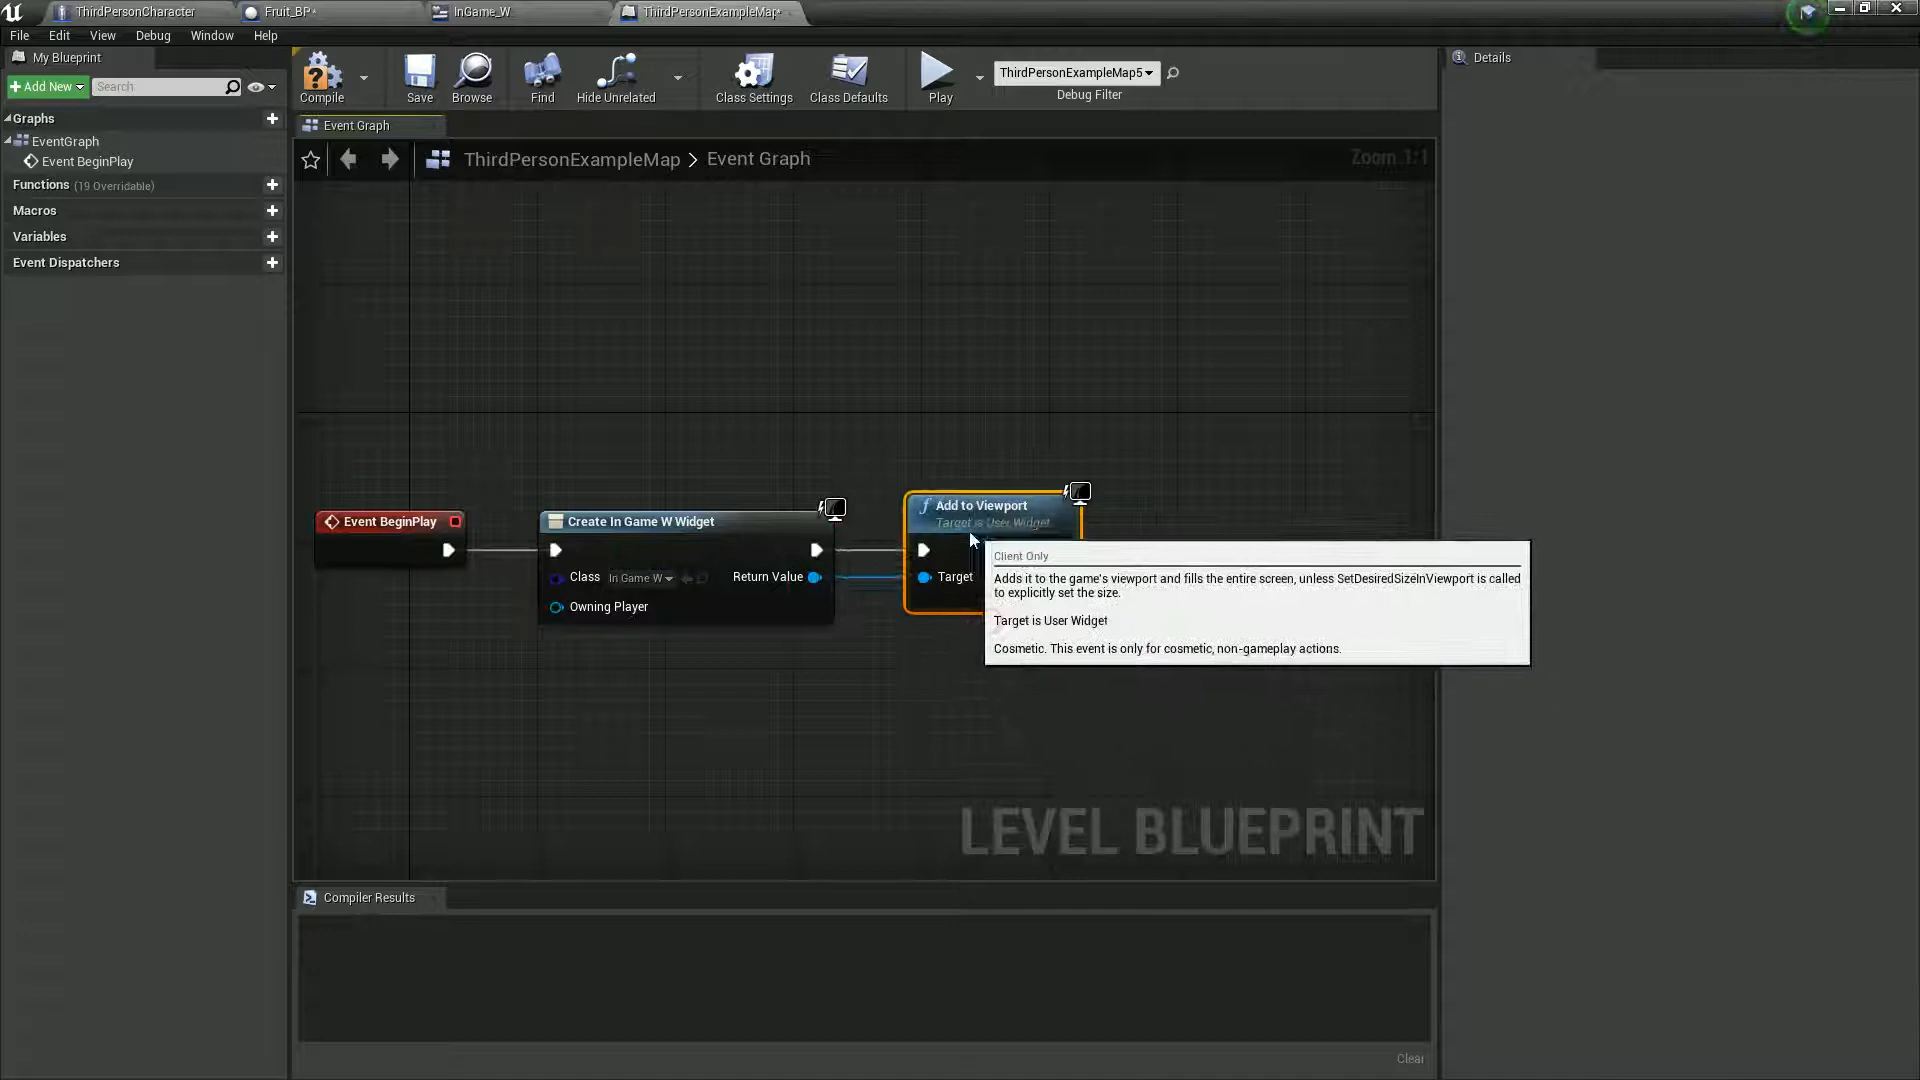 ThirdPersonCharacter
Fruit_BP*
InGame_W
ThirdPersonExampleMap*
File Edit View Debug Window Help
My Blueprint
Add New
Search
Graphs
EventGraph
Event BeginPlay
Functions (19 Overridable)
Macros
Variables
Event Dispatchers
Compile
Save
Browse
Find
Hide Unrelated
Class Settings
Class Defaults
Play
ThirdPersonExampleMap5
Debug Filter
Details
Event Graph
ThirdPersonExampleMap > Event Graph
Zoom 1:1
Event BeginPlay
Create In Game W Widget
Class In Game W
Return Value
Owning Player
Add to Viewport
Target is User Widget
Target
Client Only
Adds it to the game's viewport and fills the entire screen, unless SetDesiredSizeInViewport is called
to explicitly set the size.
Target is User Widget
Cosmetic. This event is only for cosmetic, non-gameplay actions.
LEVEL BLUEPRINT
Compiler Results
Clear